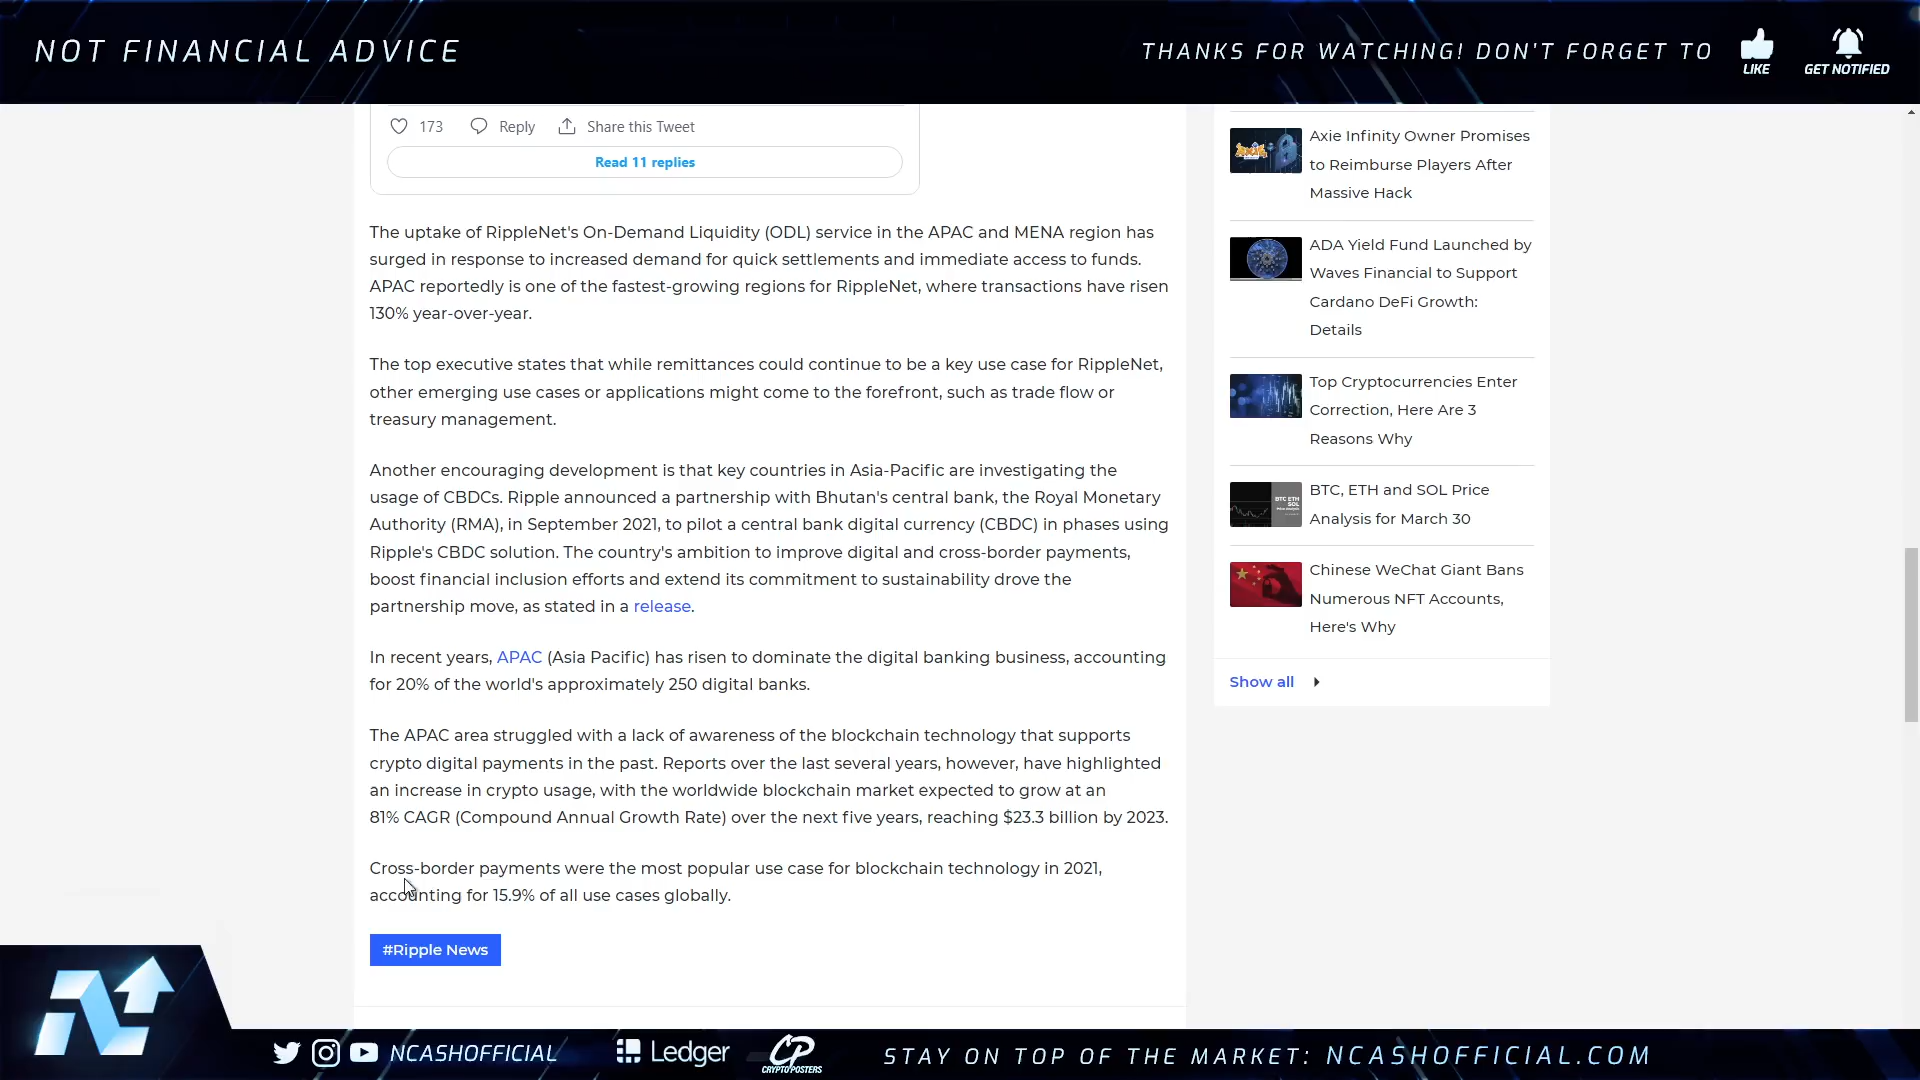 NOT FINANCIAL ADVICE
THANKS FOR WATCHING! DON'T FORGET TO
LIKE
GET NOTIFIED
173 Reply Share this Tweet
Read 11 replies
The uptake of RippleNet's On-Demand Liquidity (ODL) service in the APAC and MENA region has
surged in response to increased demand for quick settlements and immediate access to funds.
APAC reportedly is one of the fastest-growing regions for RippleNet, where transactions have risen
130% year-over-year.
The top executive states that while remittances could continue to be a key use case for RippleNet,
other emerging use cases or applications might come to the forefront, such as trade flow or
treasury management.
Another encouraging development is that key countries in Asia-Pacific are investigating the
usage of CBDCs. Ripple announced a partnership with Bhutan's central bank, the Royal Monetary
Authority (RMA), in September 2021, to pilot a central bank digital currency (CBDC) in phases using
Ripple's CBDC solution. The country's ambition to improve digital and cross-border payments,
boost financial inclusion efforts and extend its commitment to sustainability drove the
partnership move, as stated in a release.
In recent years, APAC (Asia Pacific) has risen to dominate the digital banking business, accounting
for 20% of the world's approximately 250 digital banks.
The APAC area struggled with a lack of awareness of the blockchain technology that supports
crypto digital payments in the past. Reports over the last several years, however, have highlighted
an increase in crypto usage, with the worldwide blockchain market expected to grow at an
81% CAGR (Compound Annual Growth Rate) over the next five years, reaching $23.3 billion by 2023.
Cross-border payments were the most popular use case for blockchain technology in 2021,
accounting for 15.9% of all use cases globally.
#Ripple News
Axie Infinity Owner Promises
to Reimburse Players After
Massive Hack
ADA Yield Fund Launched by
Waves Financial to Support
Cardano DeFi Growth:
Details
Top Cryptocurrencies Enter
Correction, Here Are 3
Reasons Why
BTC ETH
SOL
BTC, ETH and SOL Price
Analysis for March 30
Chinese WeChat Giant Bans
Numerous NFT Accounts,
Here's Why
Show all
NCASHOFFICIAL
Ledger
CP
CRYPTOPOSTERS
STAY ON TOP OF THE MARKET: NCASHOFFICIAL.COM